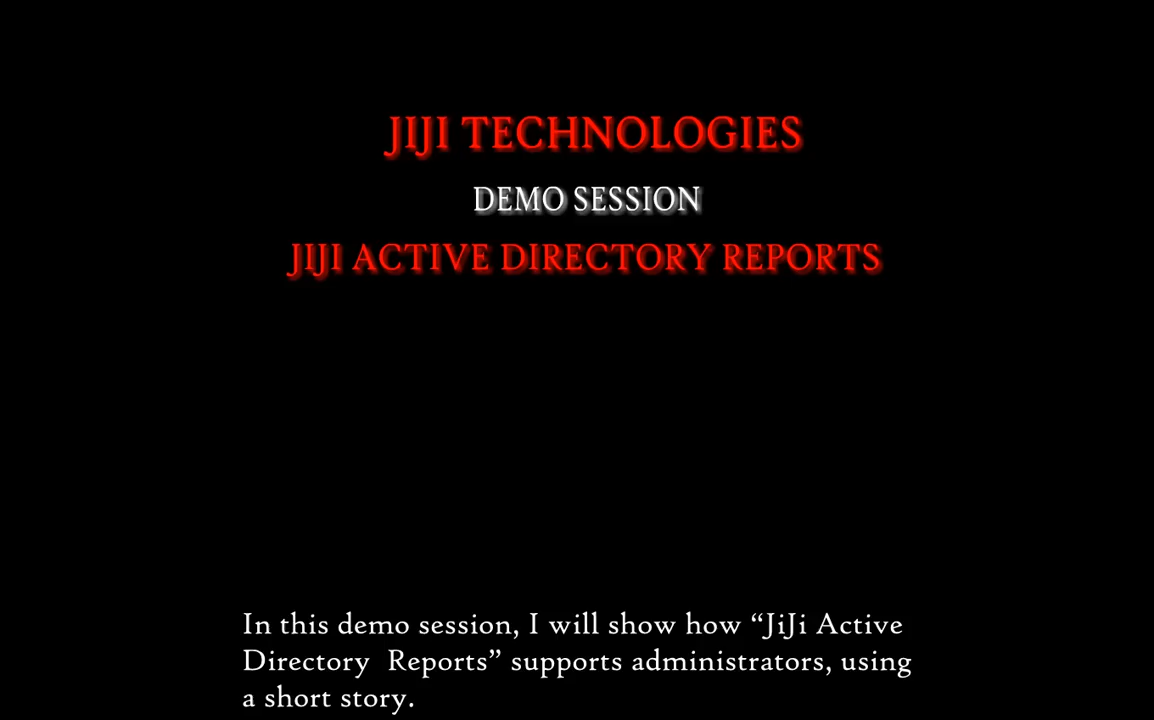 JIJI TECHNOLOGIES
DEMO SESSION
JIJI ACTIVE DIRECTORY REPORTS
In this demo session, I will show how “JiJi Active
Directory  Reports” supports administrators, using
a short story.